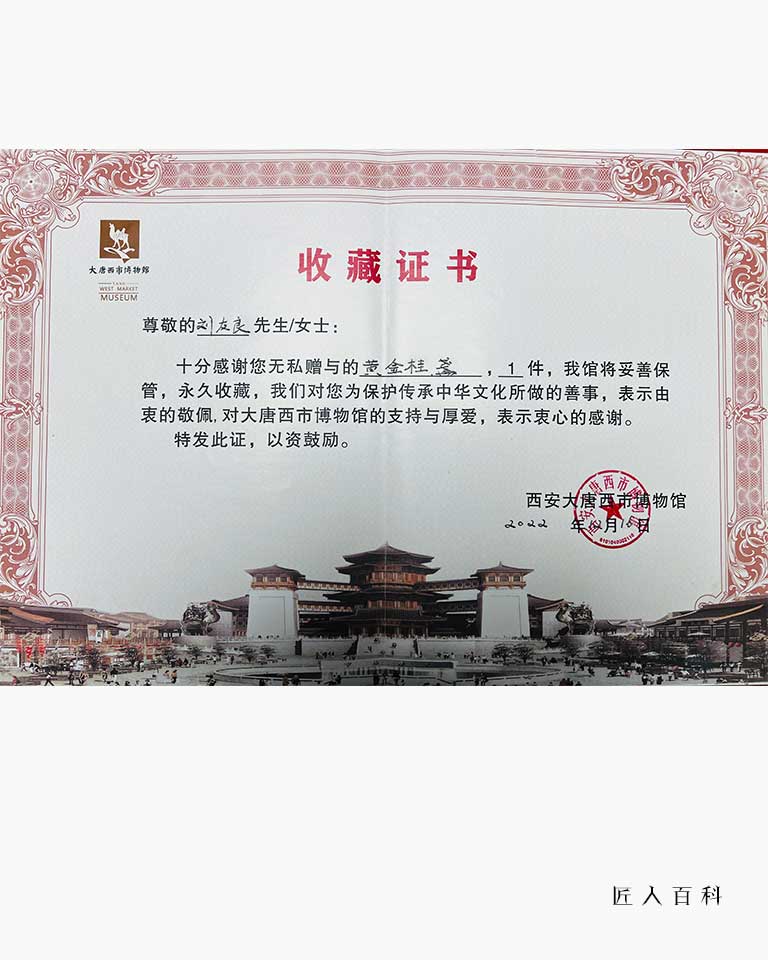 大唐西市博物館
TANG
WEST MARKET
MUSEUM
收藏证书
尊敬的刘左良先生/女士：
十分感谢您无私赠与的黄金桂，1件，我馆将妥善保
管，永久收藏，我们对您为保护传承中华文化所做的善事，表示由
衷的敬佩,对大唐西市博物馆的支持与厚爱，表示衷心的感谢。
特发此证，以资鼓励。
西安大唐西市博物馆
2022 年 月 日
匠人百科